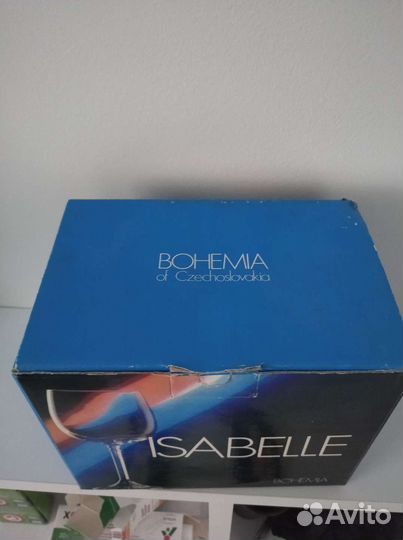 BOHEMIA
of Czechoslovakia
ISABELLE
BOHEMIA
Avito